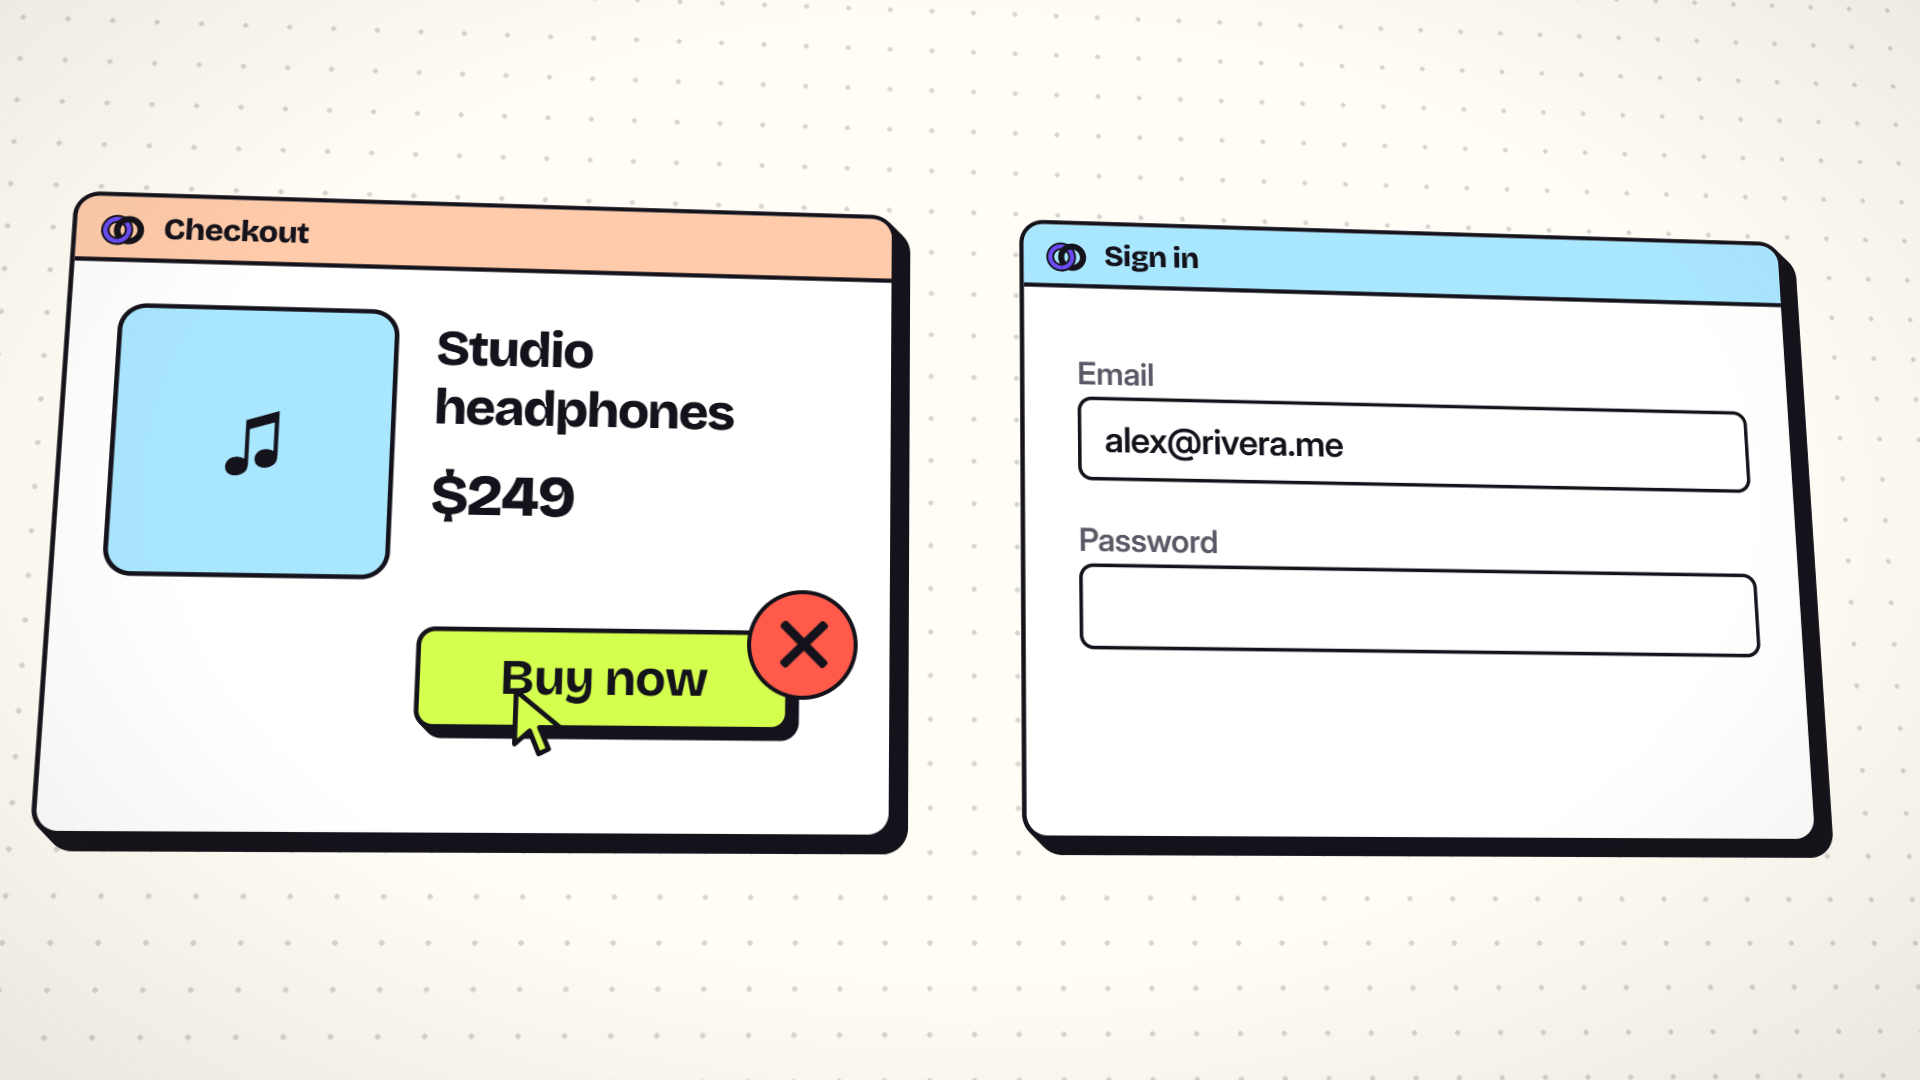 Checkout
Studio
headphones
$249
Buy now
Sign in
Email
alex@rivera.me
Password